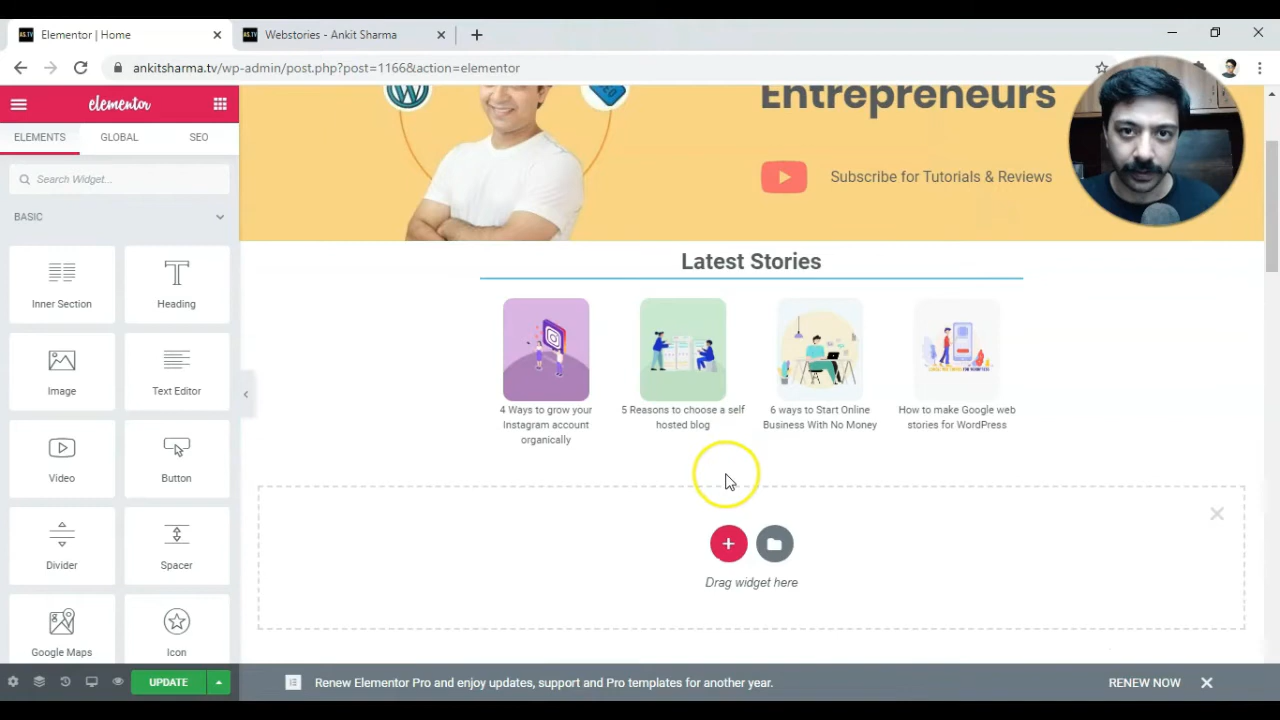 Elementor | Home
Webstories - Ankit Sharma
ankitsharma.tv/wp-admin/post.php?post=1166&action=elementor
elementor
ELEMENTS
GLOBAL
SEO
Search Widget...
BASIC
Inner Section
Heading
Image
Text Editor
Video
Button
Divider
Spacer
Google Maps
Icon
UPDATE
Entrepreneurs
Subscribe for Tutorials & Reviews
Latest Stories
4 Ways to grow your
Instagram account
organically
5 Reasons to choose a self
hosted blog
6 ways to Start Online
Business With No Money
How to make Google web
stories for WordPress
Drag widget here
Renew Elementor Pro and enjoy updates, support and Pro templates for another year.
RENEW NOW